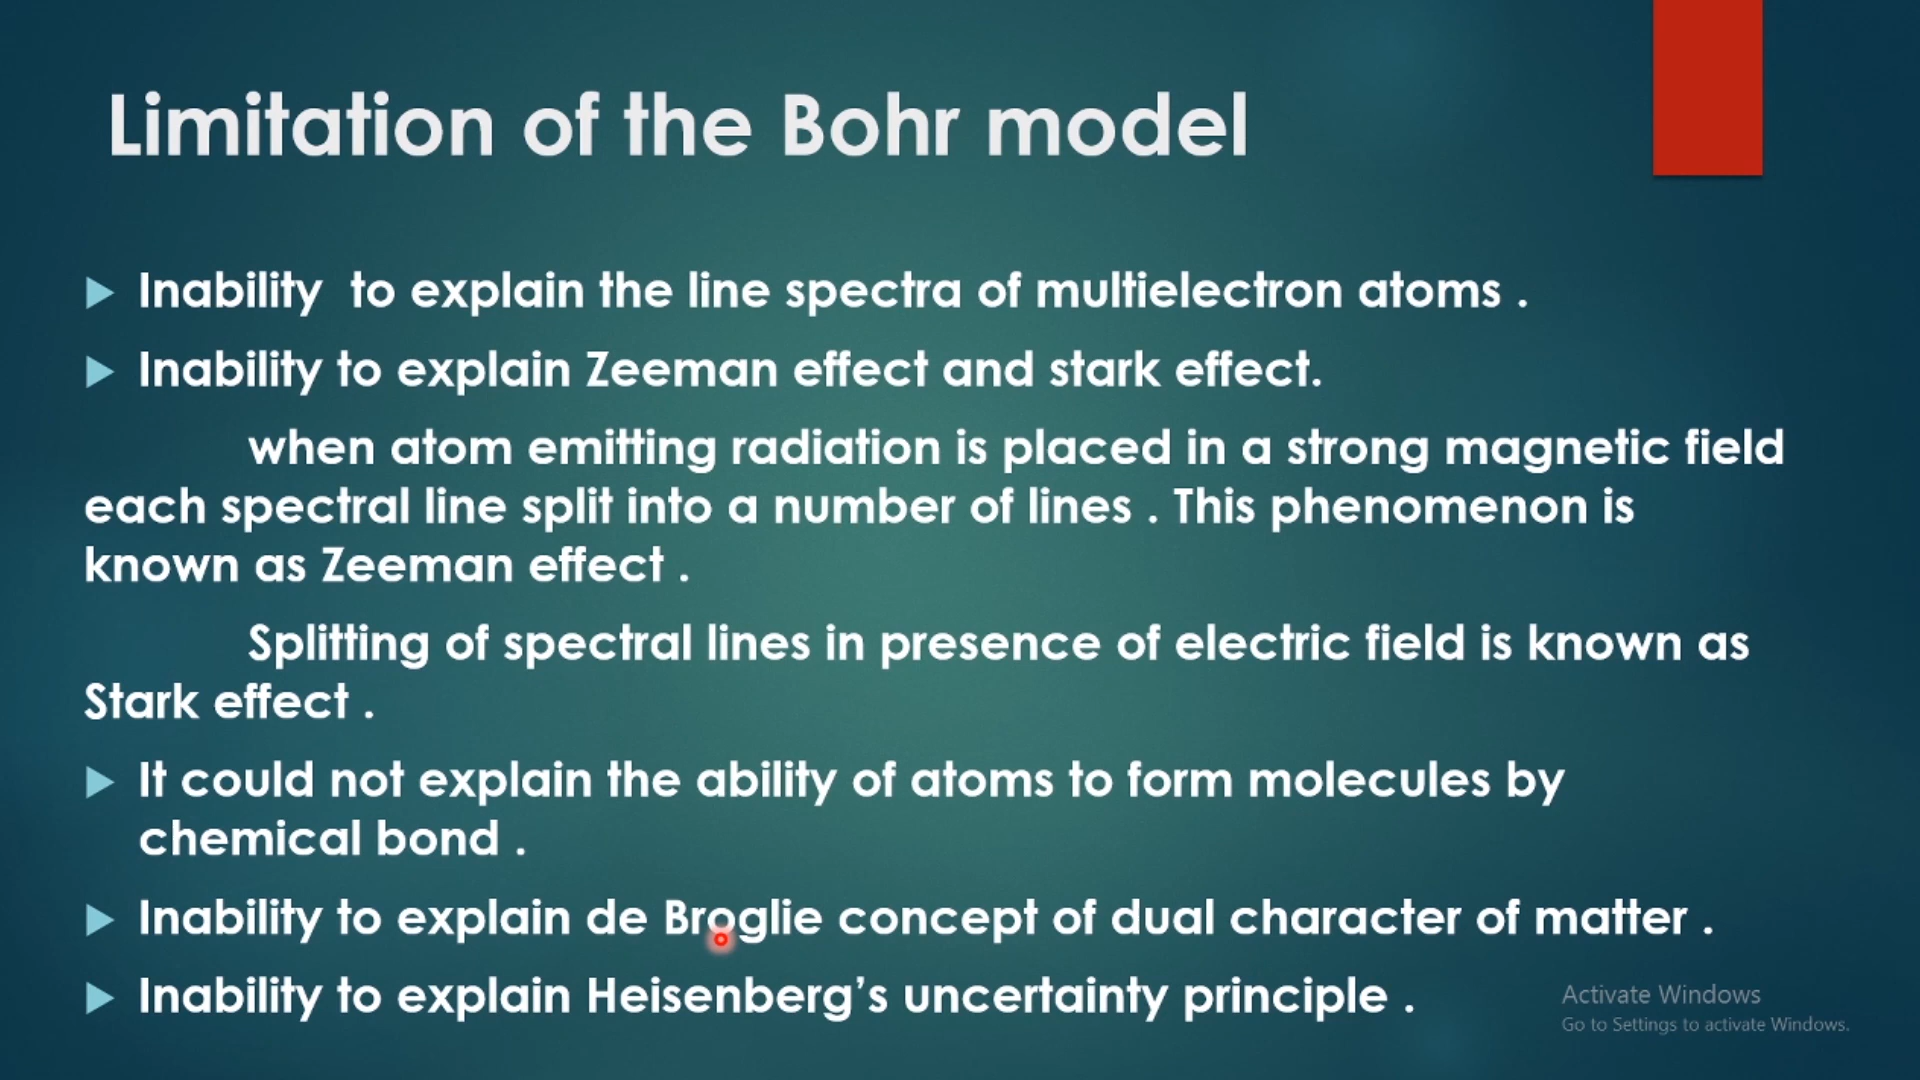 Limitation of the Bohr model
Inability to explain the line spectra of multielectron atoms .
Inability to explain Zeeman effect and stark effect.
when atom emitting radiation is placed in a strong magnetic field
each spectral line split into a number of lines . This phenomenon is
known as Zeeman effect .
Splitting of spectral lines in presence of electric field is known as
Stark effect .
It could not explain the ability of atoms to form molecules by
chemical bond .
Inability to explain de Broglie concept of dual character of matter .
Inability to explain Heisenberg’s uncertainty principle .
Activate Windows
Go to Settings to activate Windows.